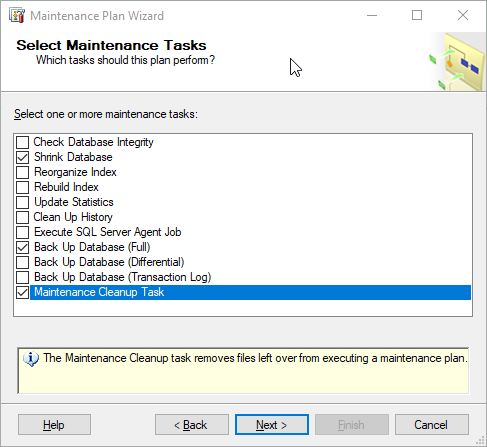 Maintenance Plan Wizard
Select Maintenance Tasks
Which tasks should this plan perform?
Select one or more maintenance tasks:
Check Database Integrity
Shrink Database
Reorganize Index
Rebuild Index
Update Statistics
Clean Up History
Execute SQL Server Agent Job
Back Up Database (Full)
Back Up Database (Differential)
Back Up Database (Transaction Log)
Maintenance Cleanup Task
The Maintenance Cleanup task removes files left over from executing a maintenance plan.
Help < Back Next > Finish Cancel